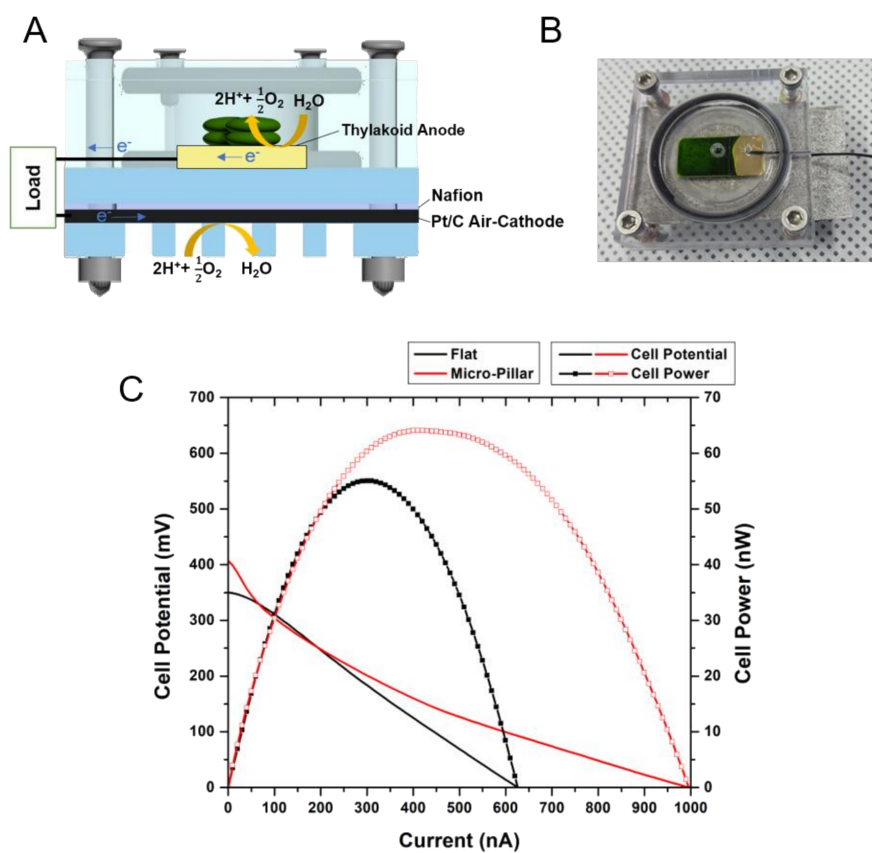 A
B
2H⁺+ ½O₂
H₂O
Thylakoid Anode
e⁻
e⁻
Load
Nafion
e⁻
Pt/C Air-Cathode
2H⁺+ ½O₂
H₂O
C
Flat
Micro-Pillar
Cell Potential
Cell Power
700
600
500
400
300
200
100
0
Cell Potential (mV)
70
60
50
40
30
20
10
0
Cell Power (nW)
0
100
200
300
400
500
600
700
800
900
1000
Current (nA)